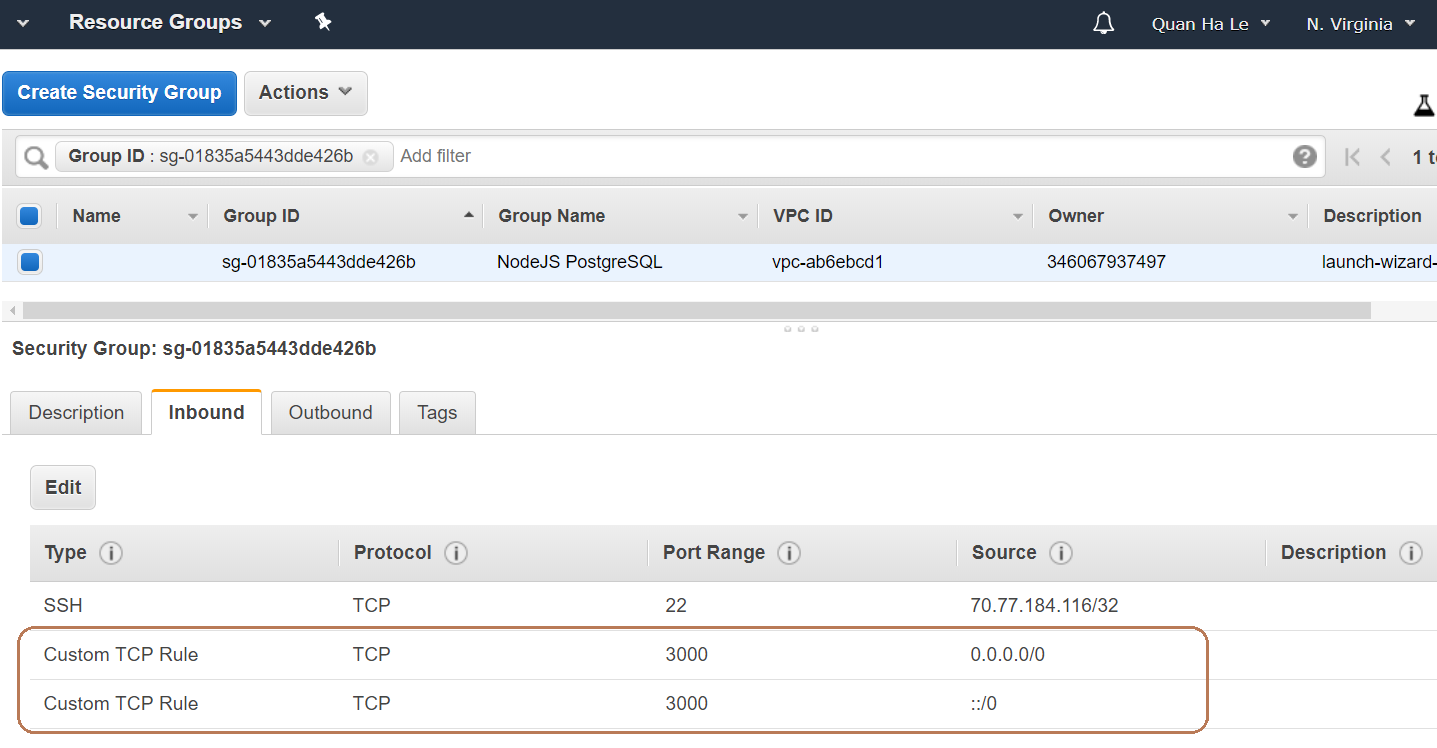 Resource Groups Quan Ha Le N. Virginia
Create Security Group Actions
Group ID : sg-01835a5443dde426b Add filter ? 1 t
Name Group ID Group Name VPC ID Owner Description
sg-01835a5443dde426b NodeJS PostgreSQL vpc-ab6ebcd1 346067937497 launch-wizard-
Security Group: sg-01835a5443dde426b
Description Inbound Outbound Tags
Edit
Type i Protocol i Port Range i Source i Description i
SSH TCP 22 70.77.184.116/32
Custom TCP Rule TCP 3000 0.0.0.0/0
Custom TCP Rule TCP 3000 ::/0